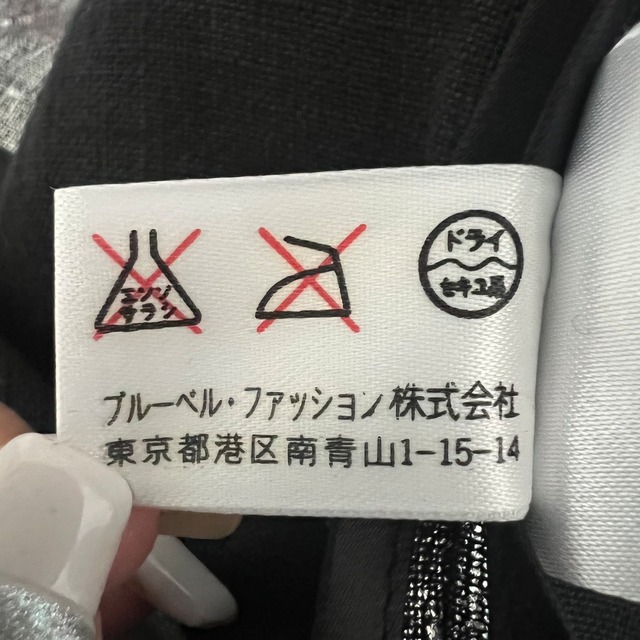 エンソ
サラシ
ドライ
セキユ系
ブルーベル・ファッション株式会社
東京都港区南青山1-15-14